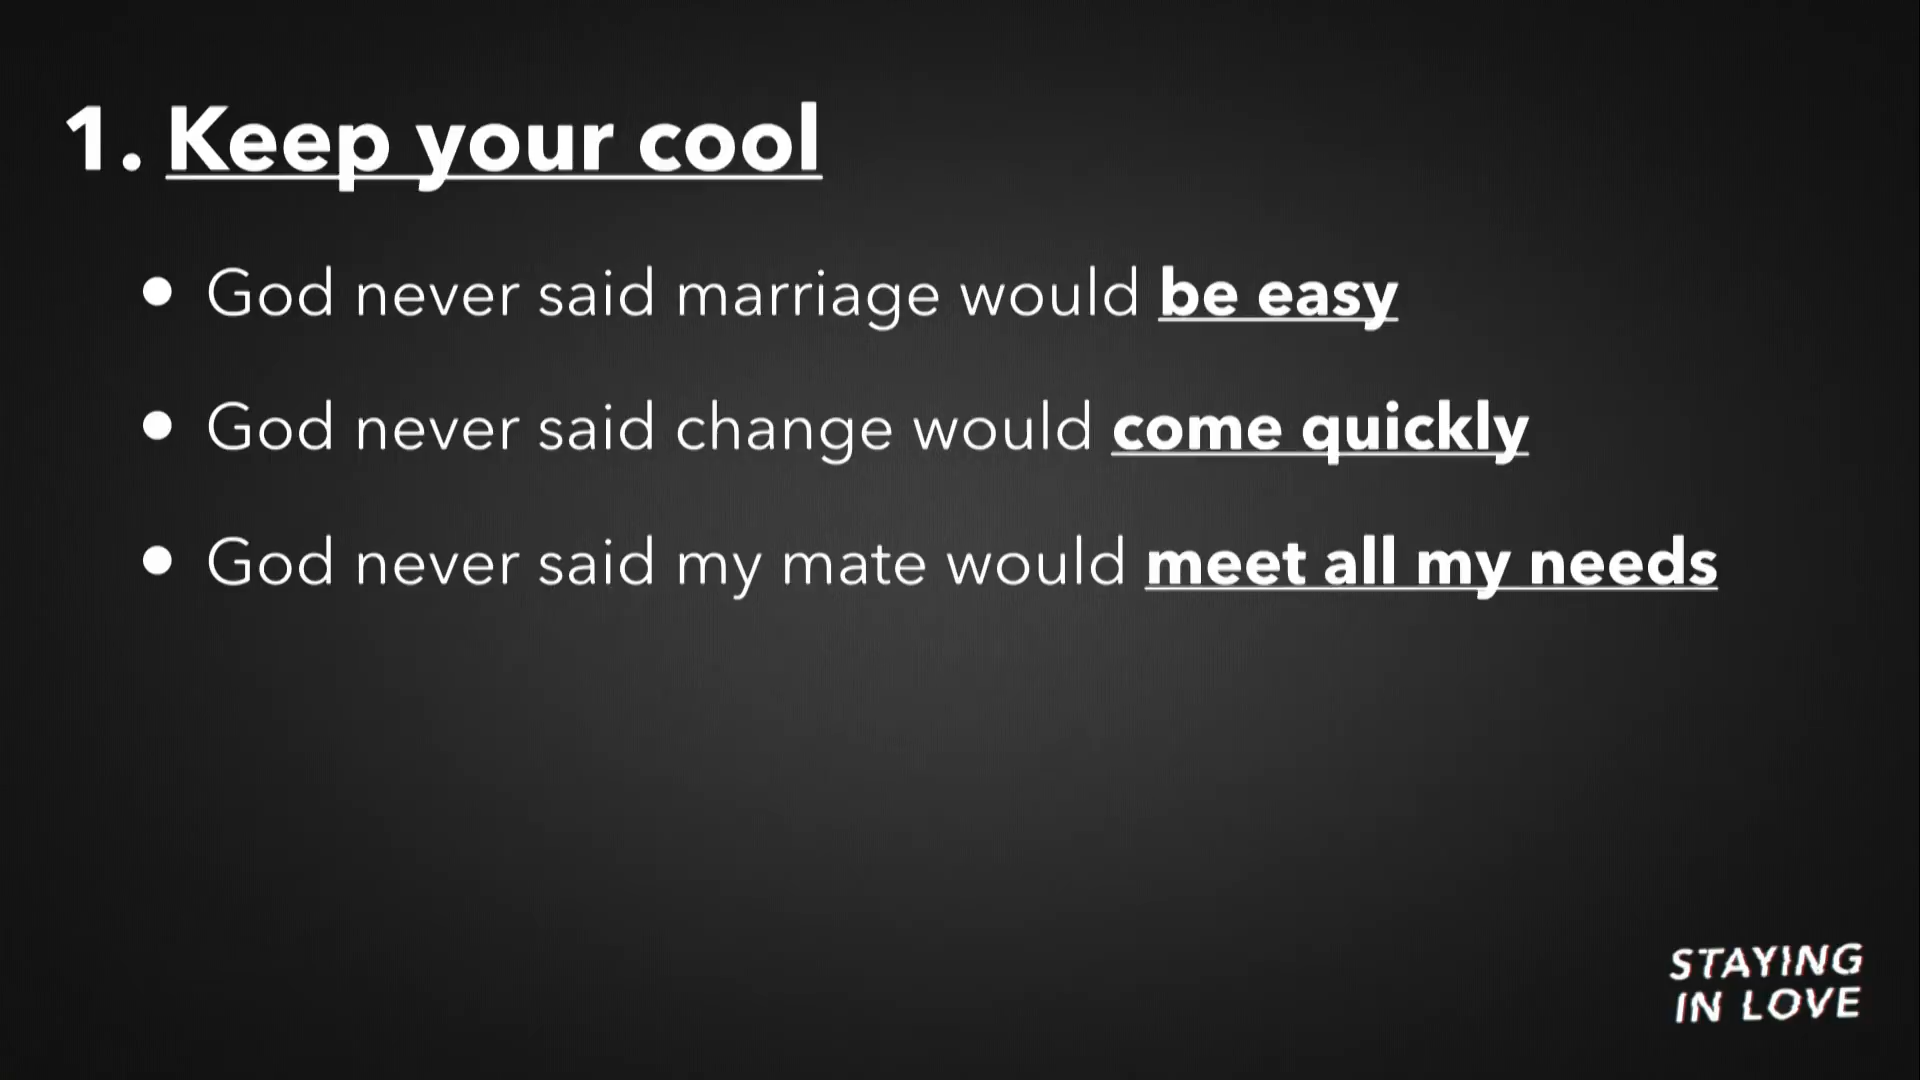 1. Keep your cool
● God never said marriage would be easy
● God never said change would come quickly
● God never said my mate would meet all my needs
STAYING
IN LOVE